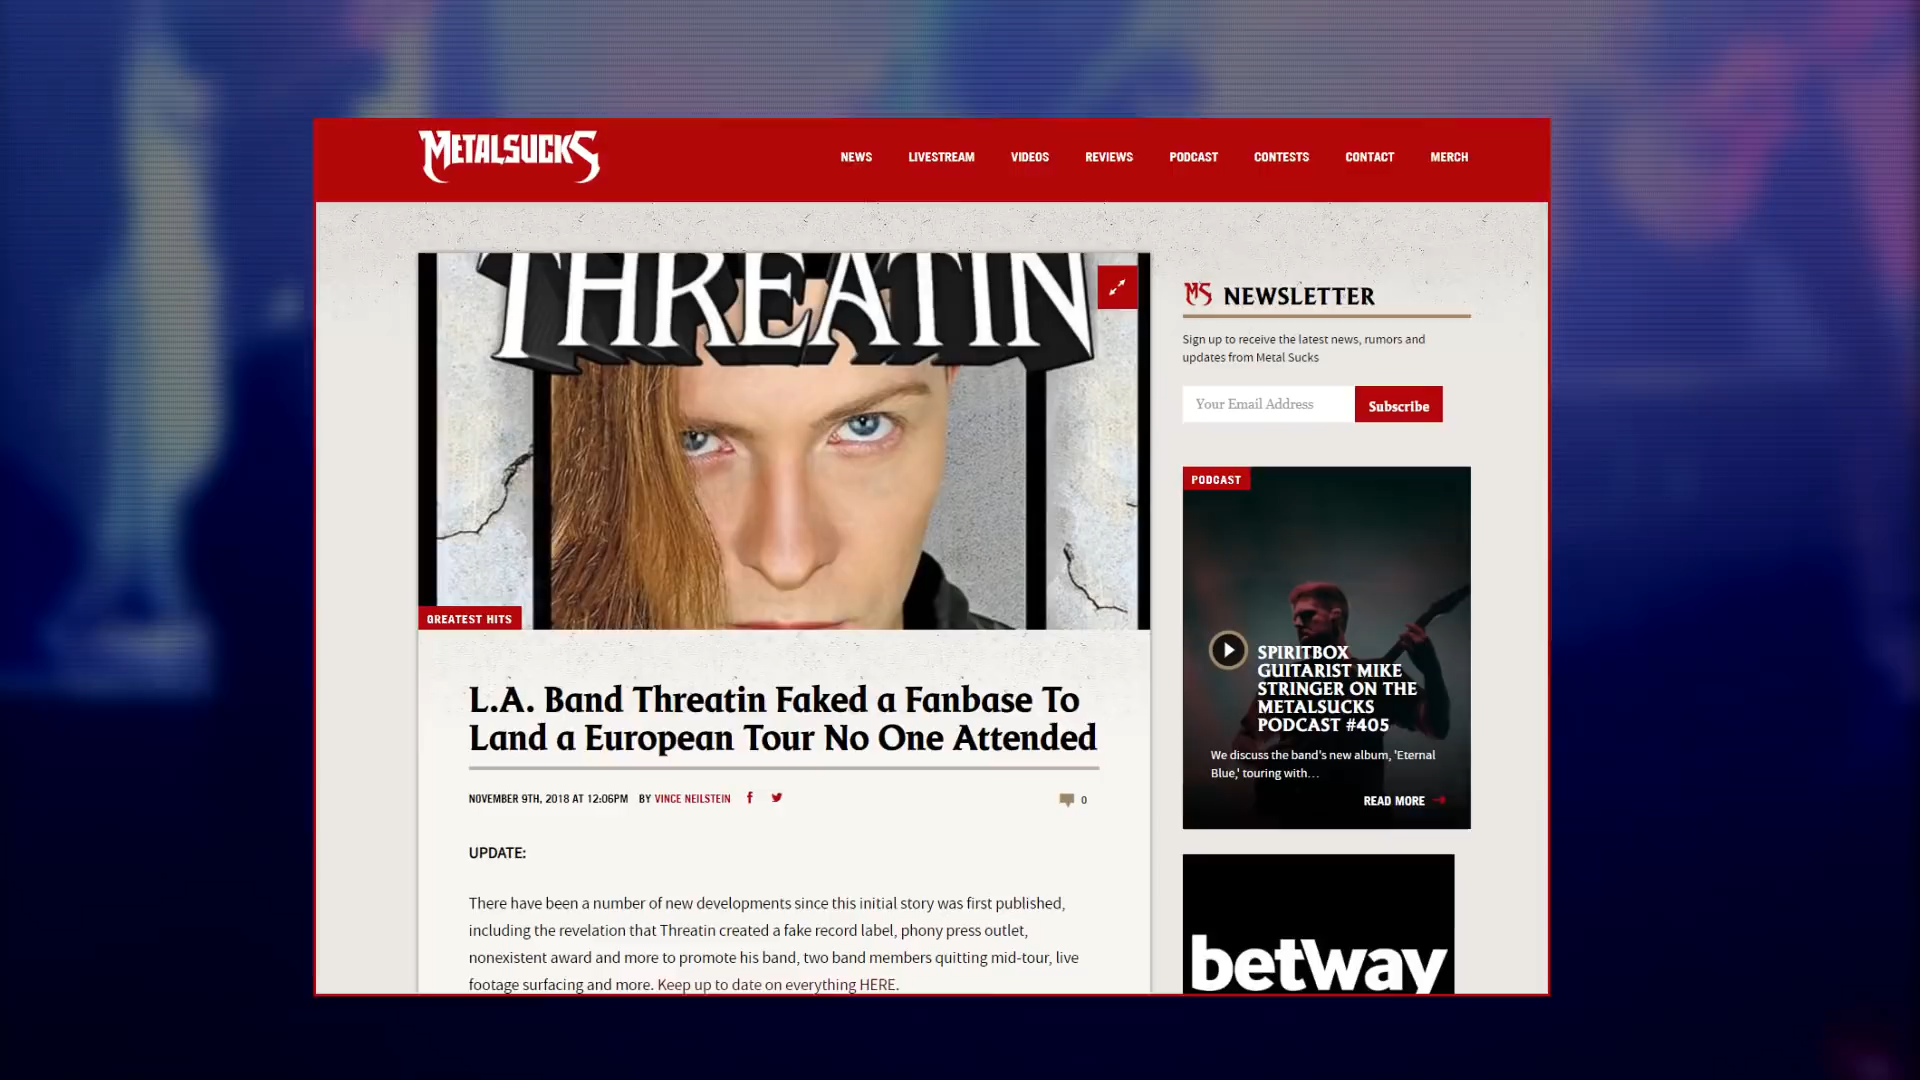 METALSUCKS
NEWS LIVESTREAM VIDEOS REVIEWS PODCAST CONTESTS CONTACT MERCH
THREATIN
GREATEST HITS
L.A. Band Threatin Faked a Fanbase To
Land a European Tour No One Attended
NOVEMBER 9TH, 2018 AT 12:06PM BY VINCE NEILSTEIN
0
UPDATE:
There have been a number of new developments since this initial story was first published,
including the revelation that Threatin created a fake record label, phony press outlet,
nonexistent award and more to promote his band, two band members quitting mid-tour, live
footage surfacing and more. Keep up to date on everything HERE.
MS NEWSLETTER
Sign up to receive the latest news, rumors and
updates from Metal Sucks
Your Email Address
Subscribe
PODCAST
SPIRITBOX
GUITARIST MIKE
STRINGER ON THE
METALSUCKS
PODCAST #405
We discuss the band's new album, 'Eternal
Blue,' touring with...
READ MORE
betway